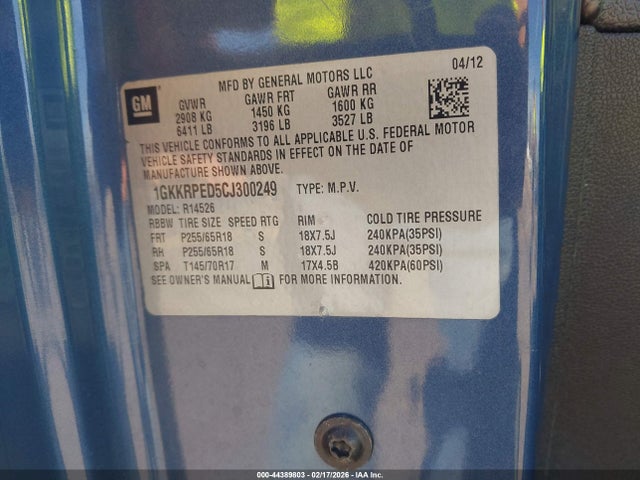 MFD BY GENERAL MOTORS LLC 04/12
GM
GVWR GAWR FRT GAWR RR
2908 KG 1450 KG 1600 KG
6411 LB 3196 LB 3527 LB
THIS VEHICLE CONFORMS TO ALL APPLICABLE U.S. FEDERAL MOTOR
VEHICLE SAFETY STANDARDS IN EFFECT ON THE DATE OF
MANUFACTURE SHOWN ABOVE.
1GKKRPED5CJ300249 TYPE: M.P.V.
MODEL: R14526
RBBW TIRE SIZE SPEED RTG RIM COLD TIRE PRESSURE
FRT P255/65R18 S 18X7.5J 240KPA(35PSI)
RH P255/65R18 S 18X7.5J 240KPA(35PSI)
SPA T145/70R17 M 17X4.5B 420KPA(60PSI)
SEE OWNER'S MANUAL FOR MORE INFORMATION.
000-44389803 - 02/17/2026 - IAA Inc.